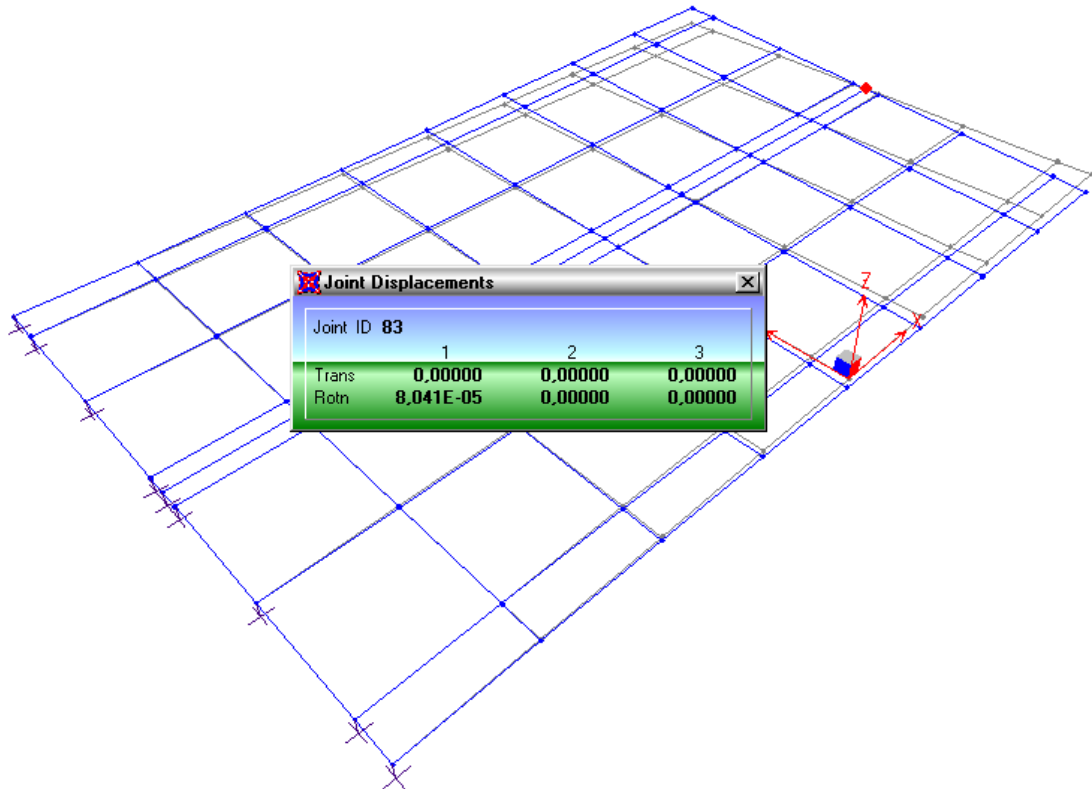 Z
X
Joint Displacements
Joint ID 83
1 2 3
Trans 0,00000 0,00000 0,00000
Rotn 8,041E-05 0,00000 0,00000